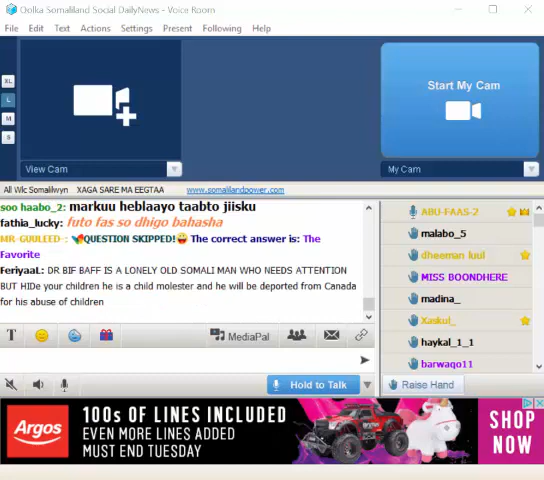 Oolka Somaliland Social DailyNews - Voice Room
File Edit Text Actions Settings Present Favorite Following Help
XL
L
M
S
View Cam
Start My Cam
My Cam
All Wlc Somalilwyn XAGA SARE MA EEGTAA www.somalilandpower.com
soo haabo_2: markuu heblaayo taabto jiisku
fathia_lucky: futo fas so dhigo bahasha
MR-GUULEED-: QUESTION SKIPPED! The correct answer is: The
Favorite
FeriyaaL: DR BIF BAFF IS A LONELY OLD SOMALI MAN WHO NEEDS ATTENTION
BUT HIDe your children he is a child molester and he will be deported from Canada
for his abuse of children
ABU-FAAS-2
malabo_5
dheeman luul
MISS BOONDHERE
madina_
Xaskul_
haykal_1_1
barwaqo11
T
MediaPal
Hold to Talk
Raise Hand
Argos
100s OF LINES INCLUDED
EVEN MORE LINES ADDED
MUST END TUESDAY
SHOP
NOW